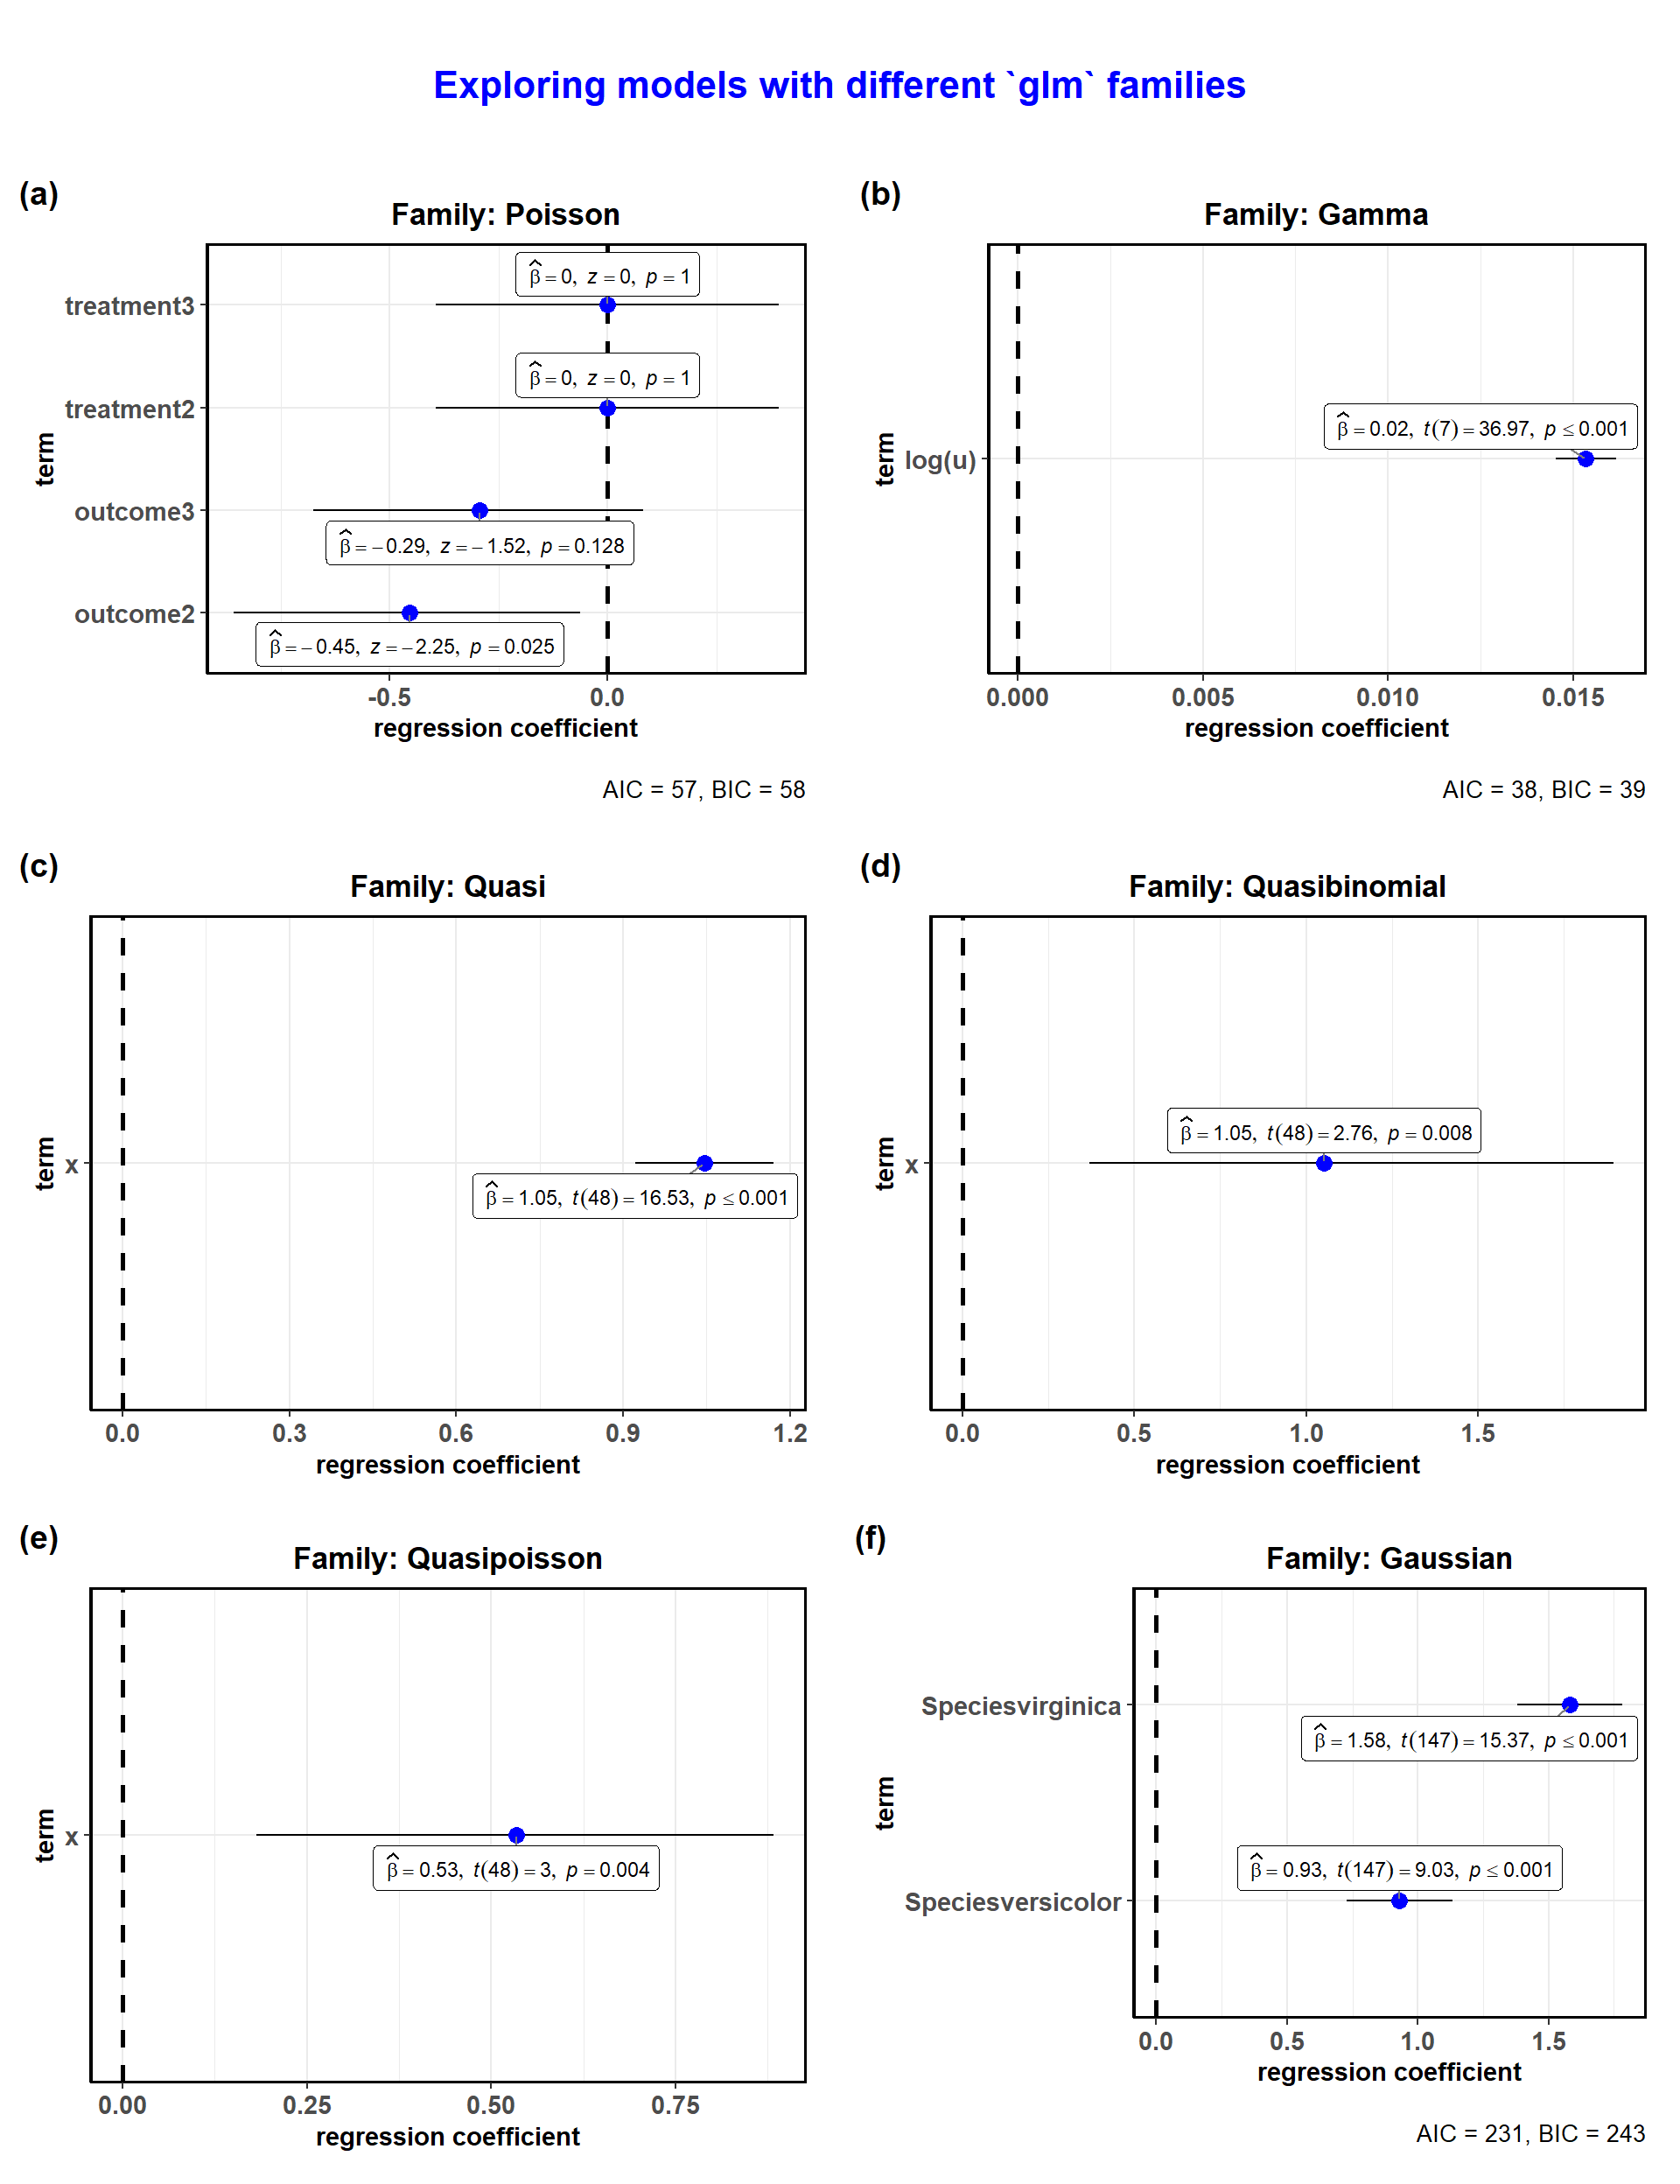 Exploring models with different `glm` families
(a)
Family: Poisson
β̂ = 0, z = 0, p = 1
treatment3
β̂ = 0, z = 0, p = 1
treatment2
term
outcome3
β̂ = −0.29, z = −1.52, p = 0.128
outcome2
β̂ = −0.45, z = −2.25, p = 0.025
-0.5 0.0
regression coefficient
AIC = 57, BIC = 58
(b)
Family: Gamma
β̂ = 0.02, t(7) = 36.97, p ≤ 0.001
term
log(u)
0.000 0.005 0.010 0.015
regression coefficient
AIC = 38, BIC = 39
(c)
Family: Quasi
term
x
β̂ = 1.05, t(48) = 16.53, p ≤ 0.001
0.0 0.3 0.6 0.9 1.2
regression coefficient
(d)
Family: Quasibinomial
β̂ = 1.05, t(48) = 2.76, p = 0.008
term
x
0.0 0.5 1.0 1.5
regression coefficient
(e)
Family: Quasipoisson
term
x
β̂ = 0.53, t(48) = 3, p = 0.004
0.00 0.25 0.50 0.75
regression coefficient
(f)
Family: Gaussian
Speciesvirginica
β̂ = 1.58, t(147) = 15.37, p ≤ 0.001
term
β̂ = 0.93, t(147) = 9.03, p ≤ 0.001
Speciesversicolor
0.0 0.5 1.0 1.5
regression coefficient
AIC = 231, BIC = 243